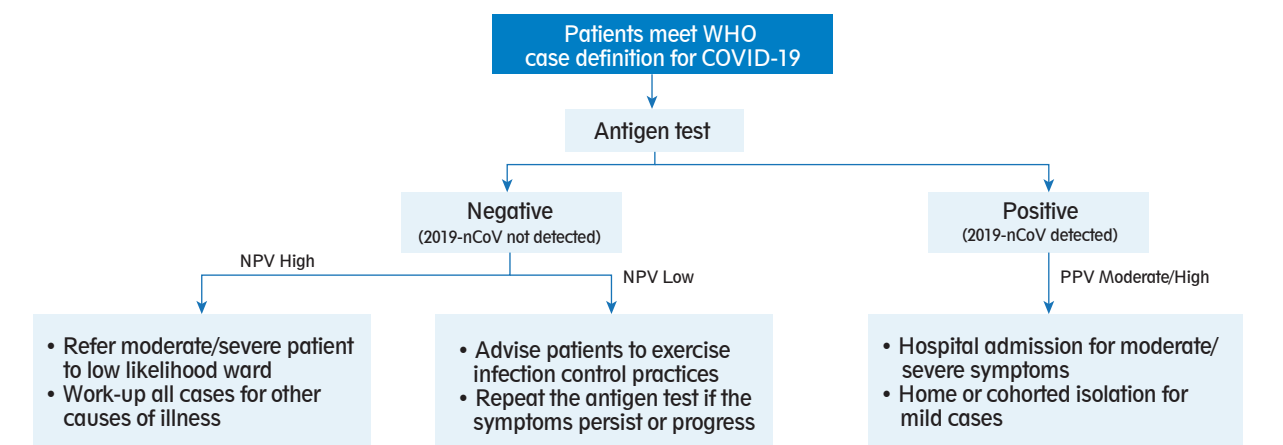 Patients meet WHO
case definition for COVID-19
Antigen test
Negative
(2019-nCoV not detected)
Positive
(2019-nCoV detected)
NPV High
NPV Low
PPV Moderate/High
• Refer moderate/severe patient
to low likelihood ward
• Work-up all cases for other
causes of illness
• Advise patients to exercise
infection control practices
• Repeat the antigen test if the
symptoms persist or progress
• Hospital admission for moderate/
severe symptoms
• Home or cohorted isolation for
mild cases